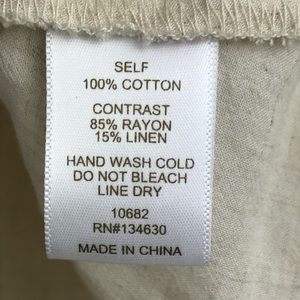 SELF
100% COTTON
CONTRAST
85% RAYON
15% LINEN
HAND WASH COLD
DO NOT BLEACH
LINE DRY
10682
RN#134630
MADE IN CHINA